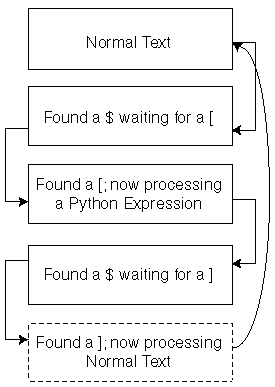 Normal Text
Found a $ waiting for a [
Found a [; now processing
a Python Expression
Found a $ waiting for a ]
Found a ]; now processing
Normal Text